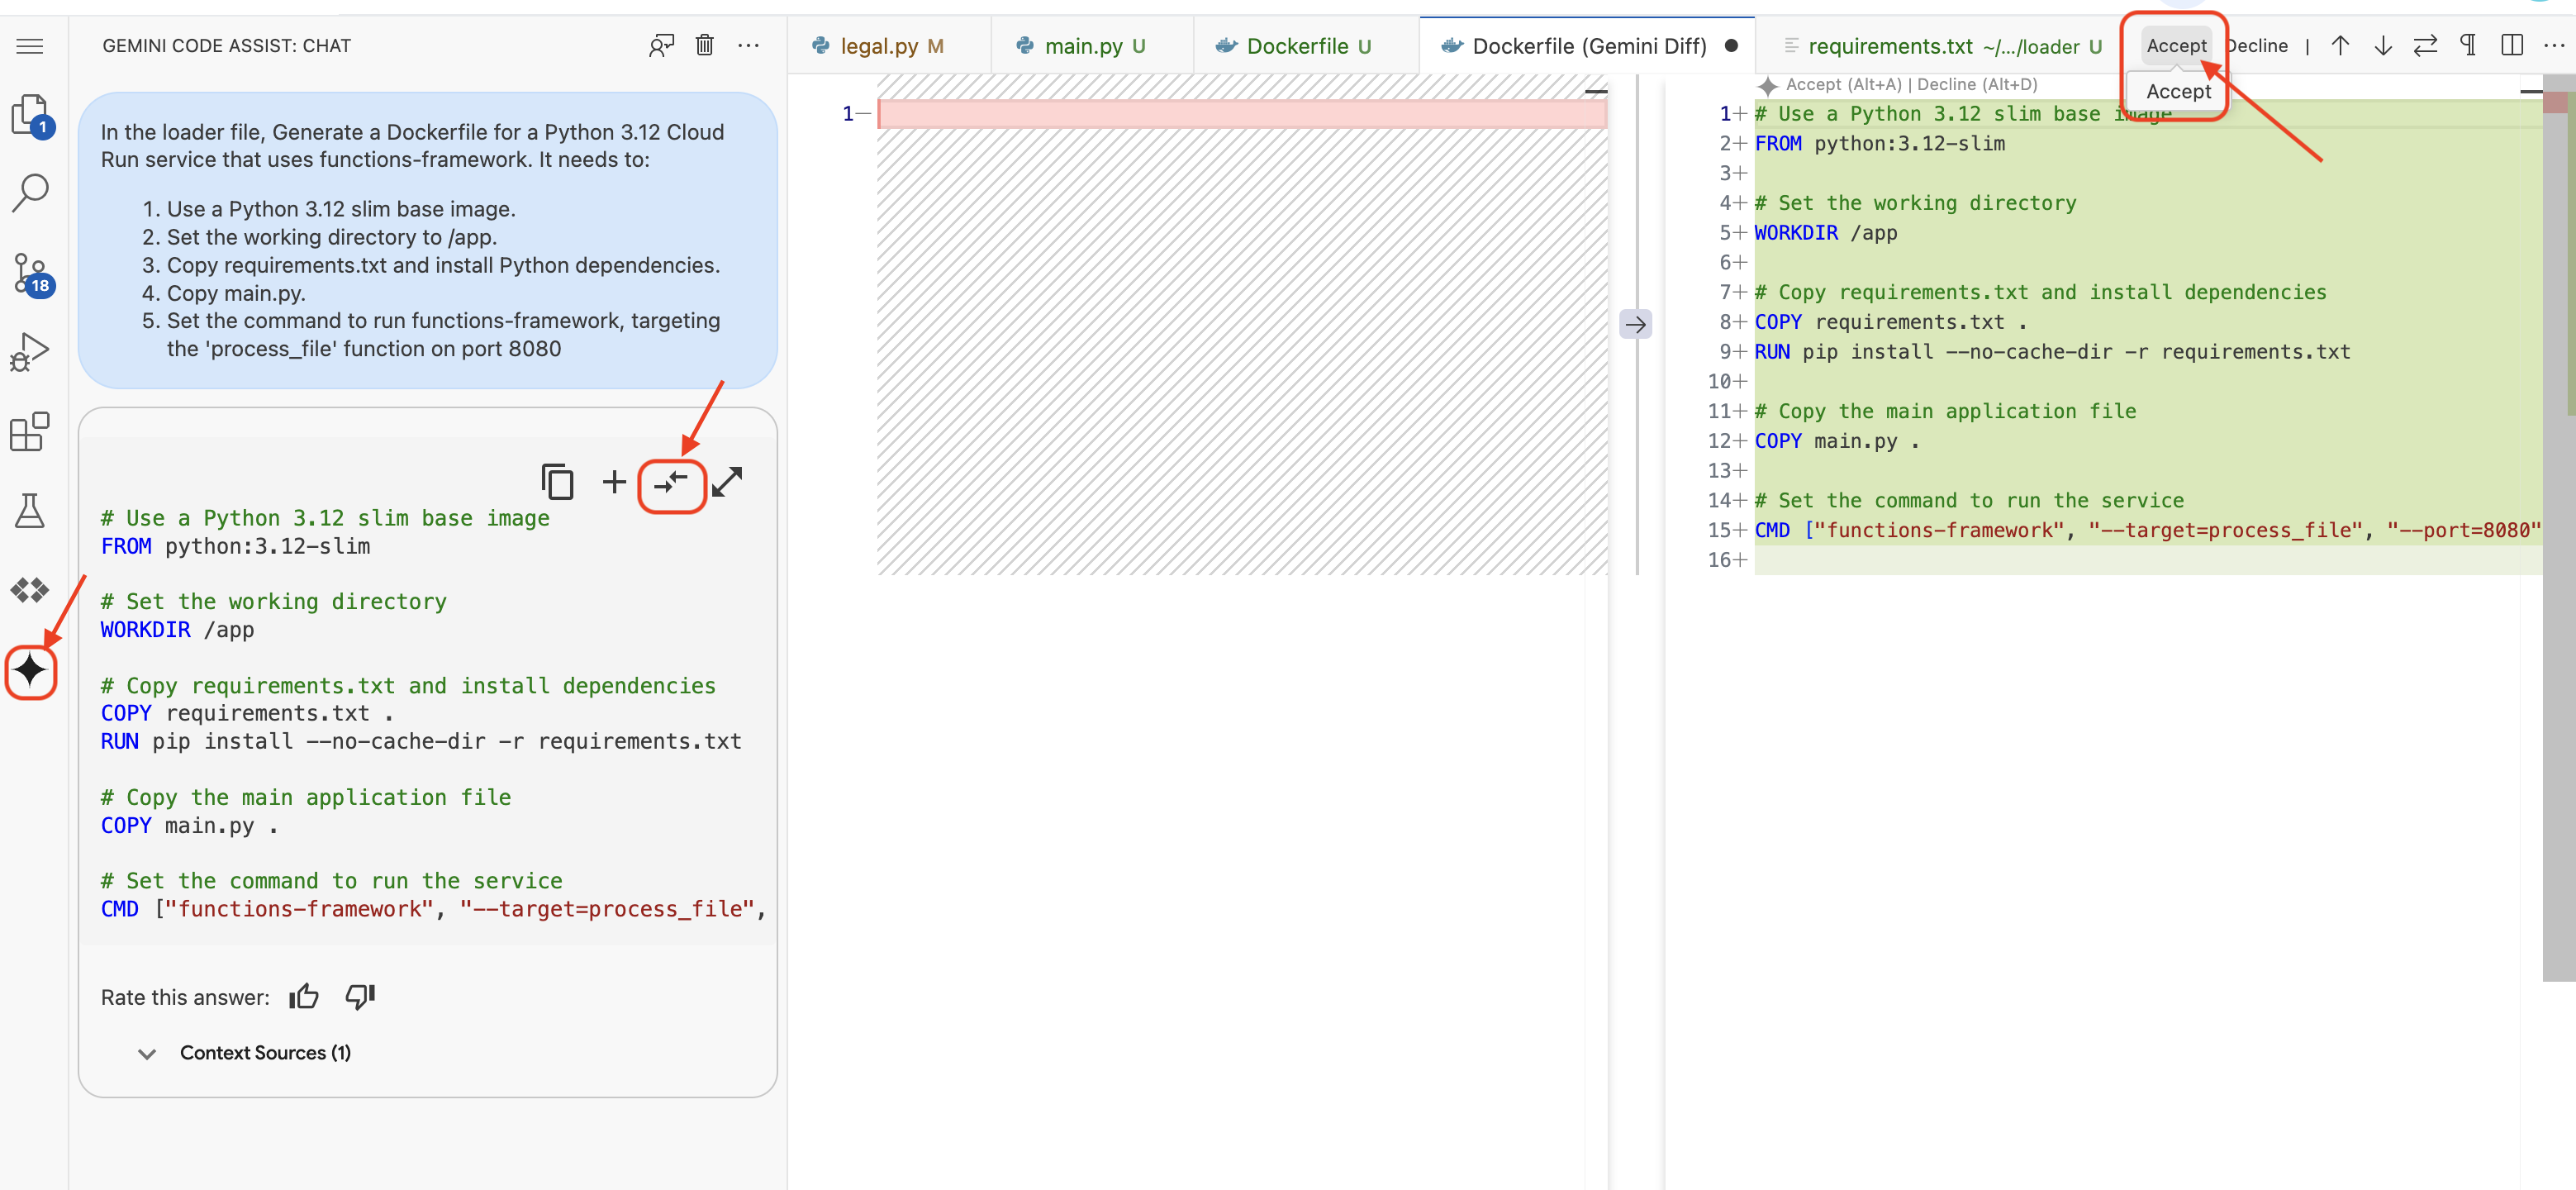 GEMINI CODE ASSIST: CHAT
legal.py M
main.py U
Dockerfile U
Dockerfile (Gemini Diff)
requirements.txt ~/.../loader U
Accept
Decline
Accept
1
18
In the loader file, Generate a Dockerfile for a Python 3.12 Cloud
Run service that uses functions-framework. It needs to:
1. Use a Python 3.12 slim base image.
2. Set the working directory to /app.
3. Copy requirements.txt and install Python dependencies.
4. Copy main.py.
5. Set the command to run functions-framework, targeting
the 'process_file' function on port 8080
# Use a Python 3.12 slim base image
FROM python:3.12-slim
# Set the working directory
WORKDIR /app
# Copy requirements.txt and install dependencies
COPY requirements.txt .
RUN pip install --no-cache-dir -r requirements.txt
# Copy the main application file
COPY main.py .
# Set the command to run the service
CMD ["functions-framework", "--target=process_file",
Rate this answer:
Context Sources (1)
1—
Accept (Alt+A) | Decline (Alt+D)
1+ # Use a Python 3.12 slim base image
2+ FROM python:3.12-slim
3+
4+ # Set the working directory
5+ WORKDIR /app
6+
7+ # Copy requirements.txt and install dependencies
8+ COPY requirements.txt .
9+ RUN pip install --no-cache-dir -r requirements.txt
10+
11+ # Copy the main application file
12+ COPY main.py .
13+
14+ # Set the command to run the service
15+ CMD ["functions-framework", "--target=process_file", "--port=8080"
16+